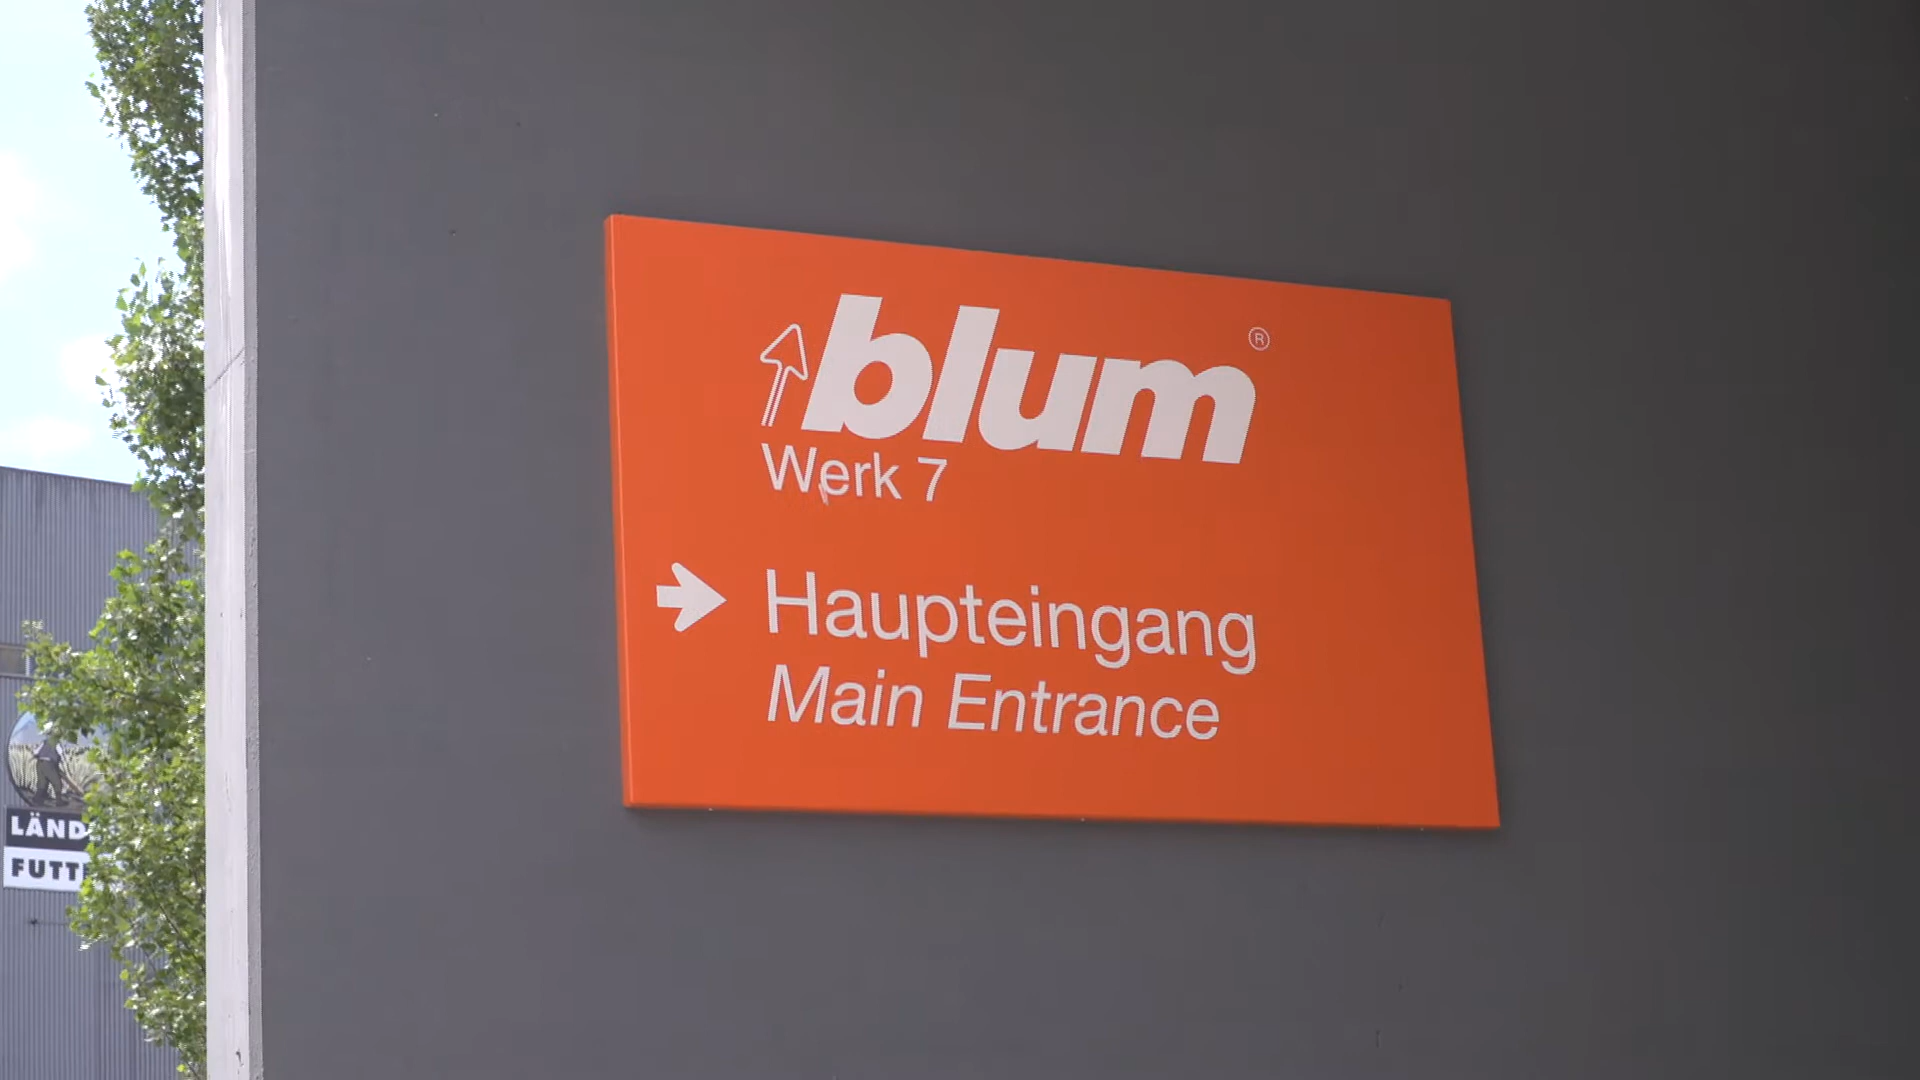 blum®
Werk 7
Haupteingang
Main Entrance
LÄND
FUTT